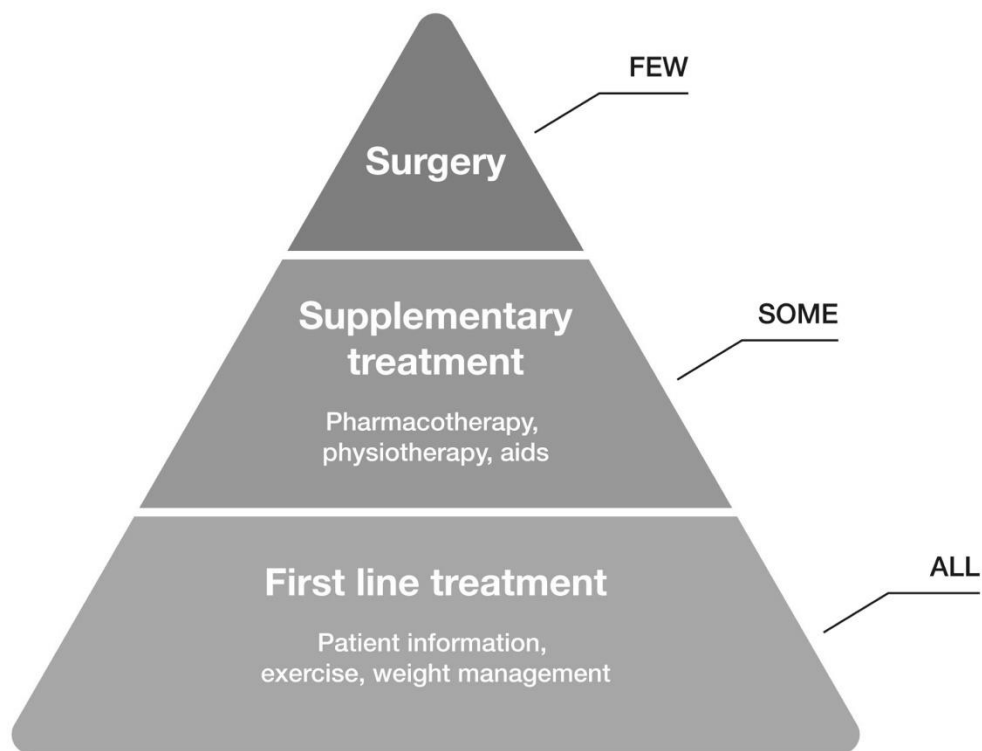 FEW
Surgery
SOME
Supplementary
treatment
Pharmacotherapy,
physiotherapy, aids
ALL
First line treatment
Patient information,
exercise, weight management